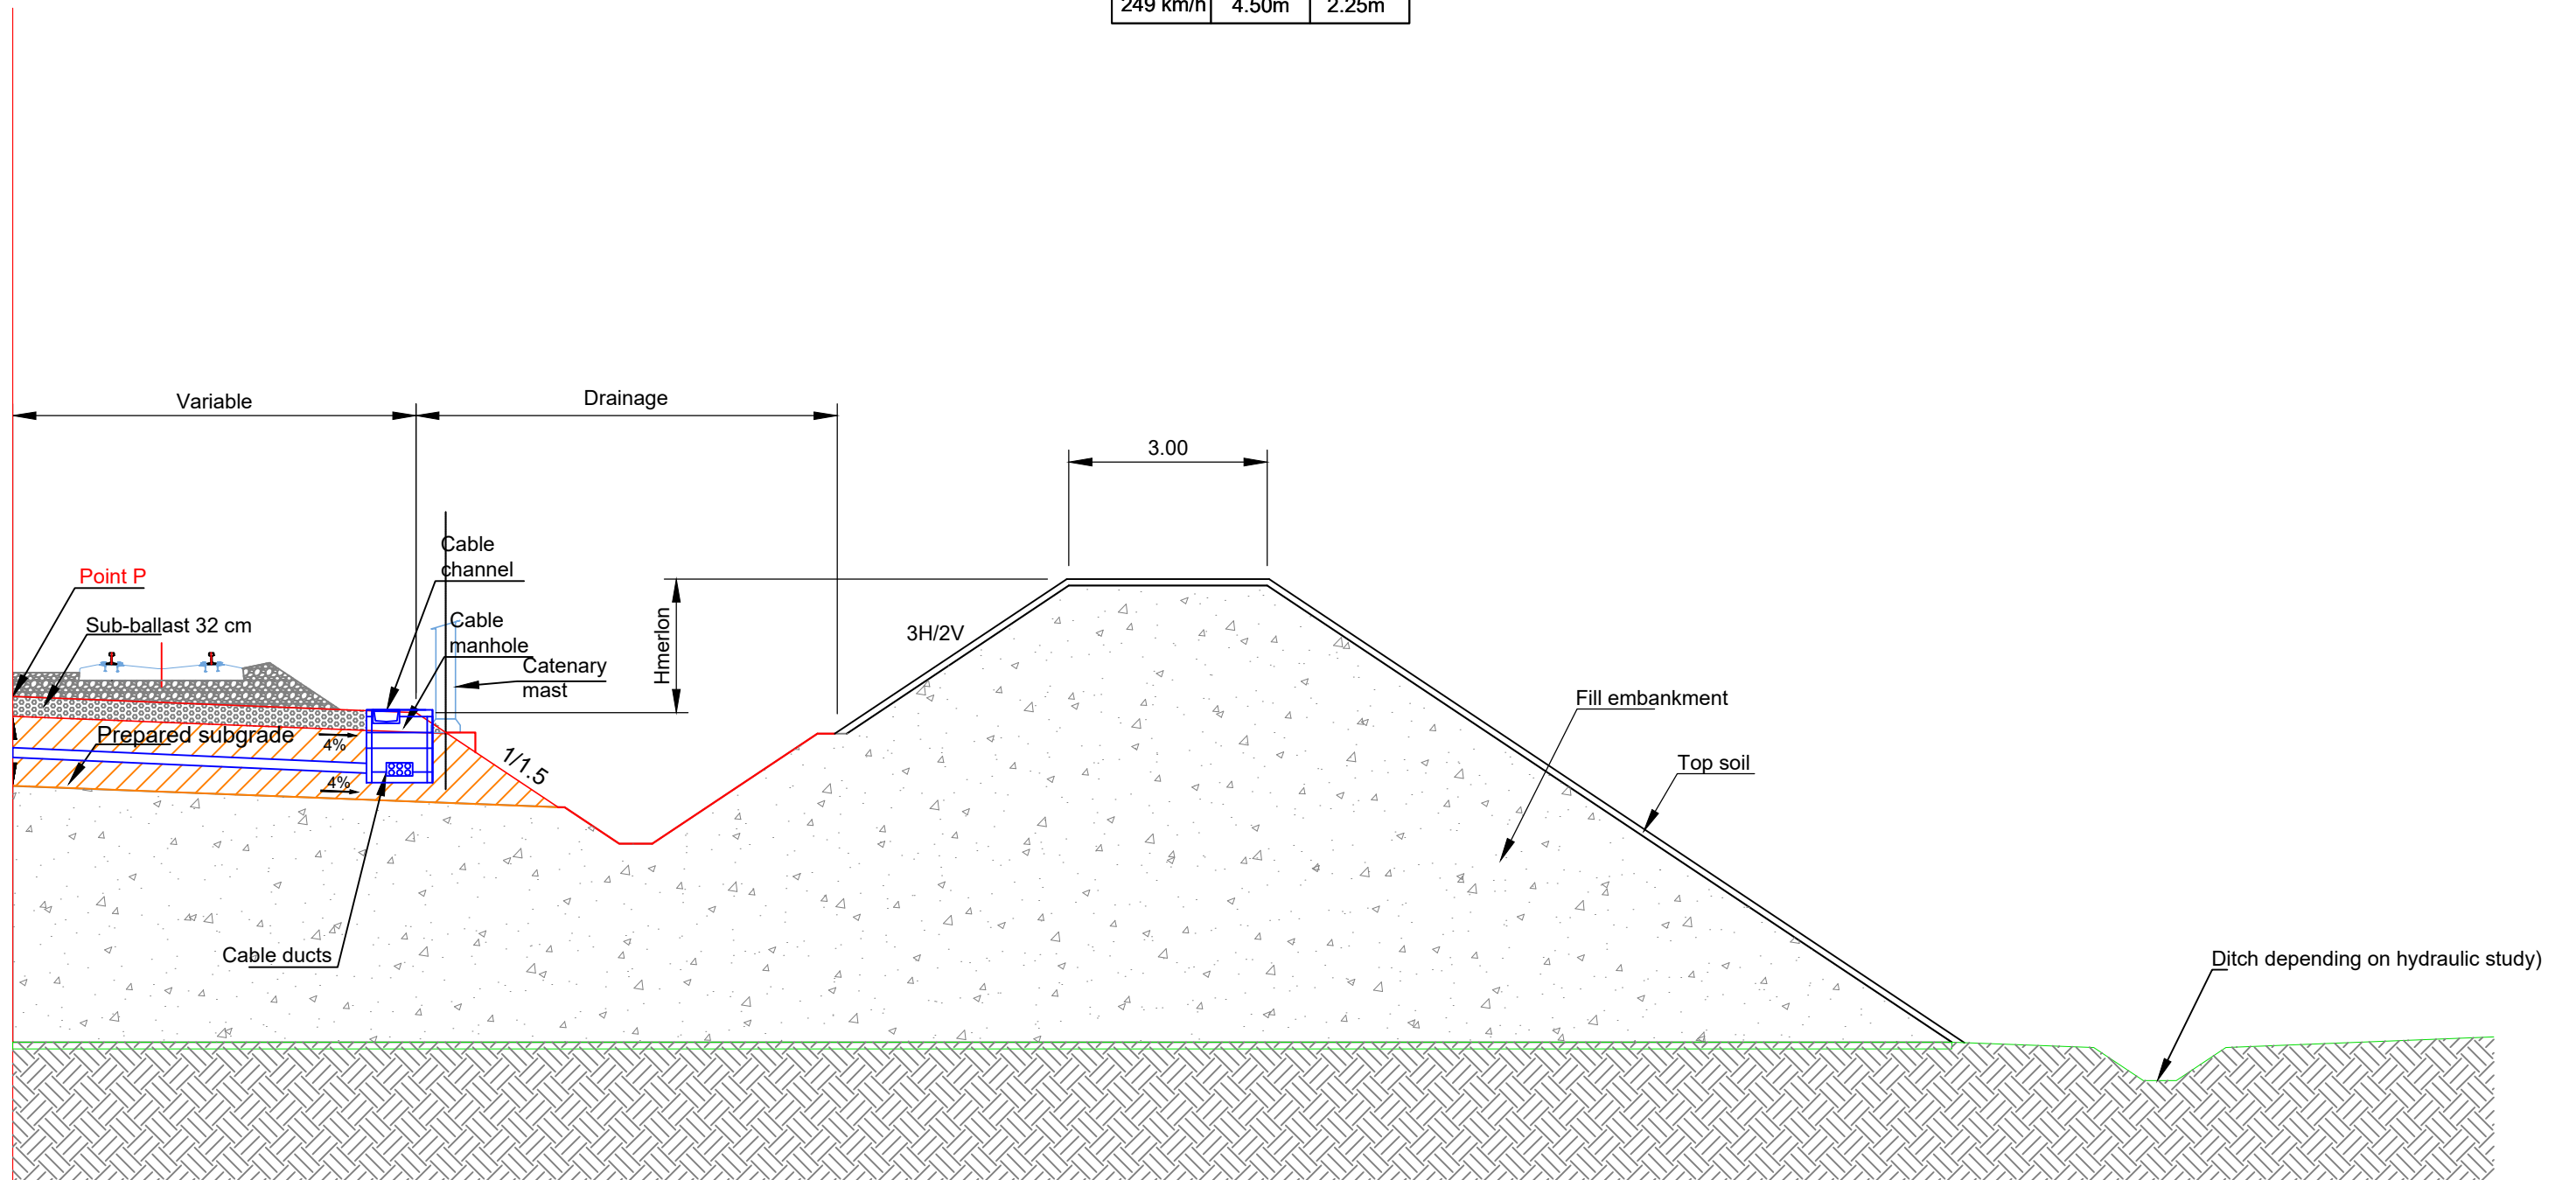 249 km/h 4.50m 2.25m
Variable
Drainage
3.00
Cable
channel
Point P
Sub-ballast 32 cm
Cable
manhole
Hmerlon
3H/2V
Catenary
mast
Fill embankment
Prepared subgrade
4%
1/1.5
Top soil
4%
Cable ducts
Ditch depending on hydraulic study)